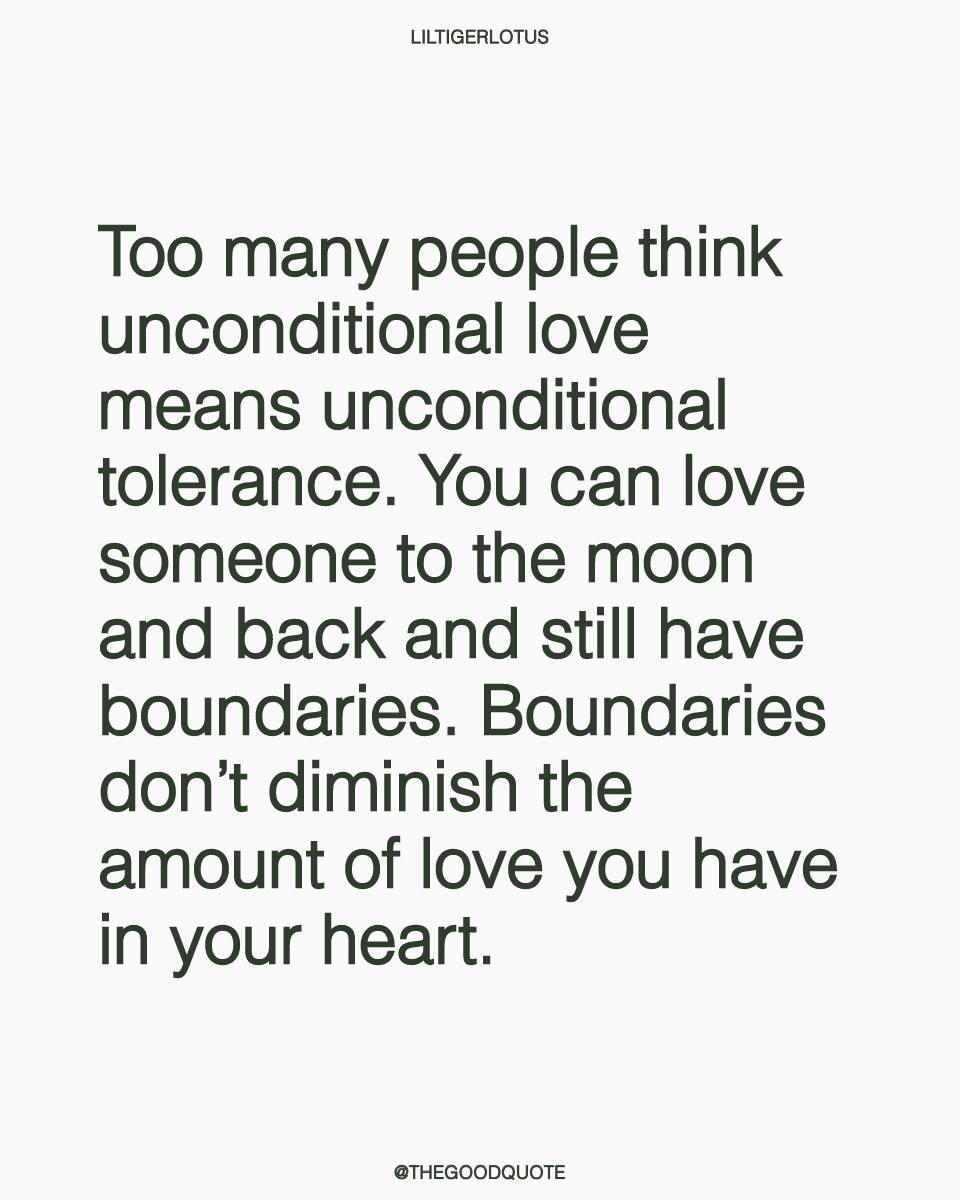 LILTIGERLOTUS
Too many people think
unconditional love
means unconditional
tolerance. You can love
someone to the moon
and back and still have
boundaries. Boundaries
don’t diminish the
amount of love you have
in your heart.
@THEGOODQUOTE